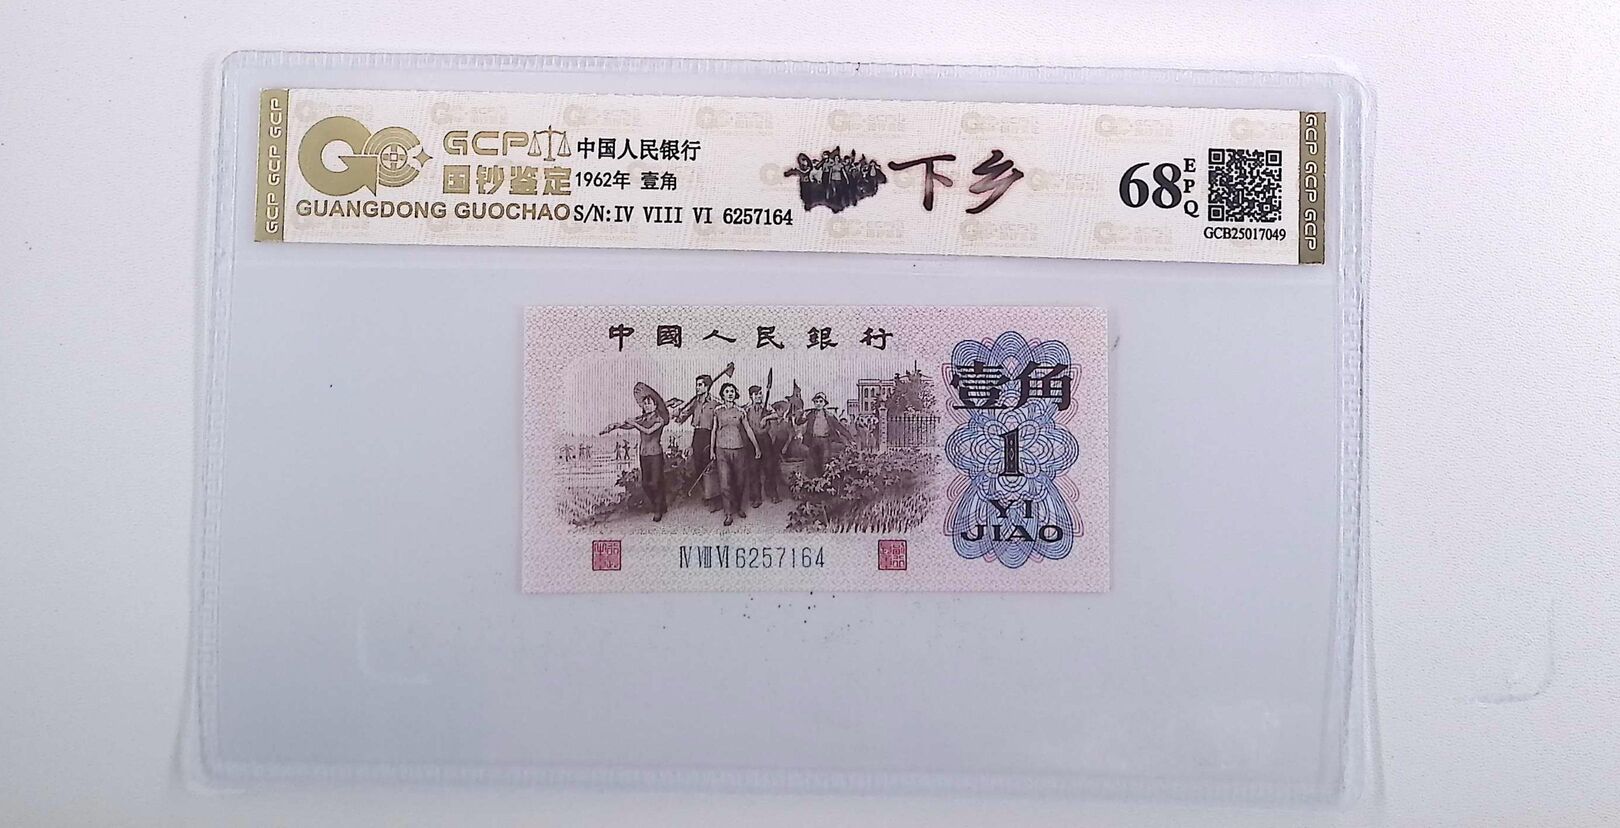 GCP GCP GCP
GCP
国钞鉴定
GUANGDONG GUOCHAO
中国人民银行
1962年 壹角
S/N:IV VIII VI 6257164
下乡
68
EPQ
GCB25017049
GCP GCP GCP
中國人民銀行
壹角
1
YI
JIAO
IV VIII VI 6257164